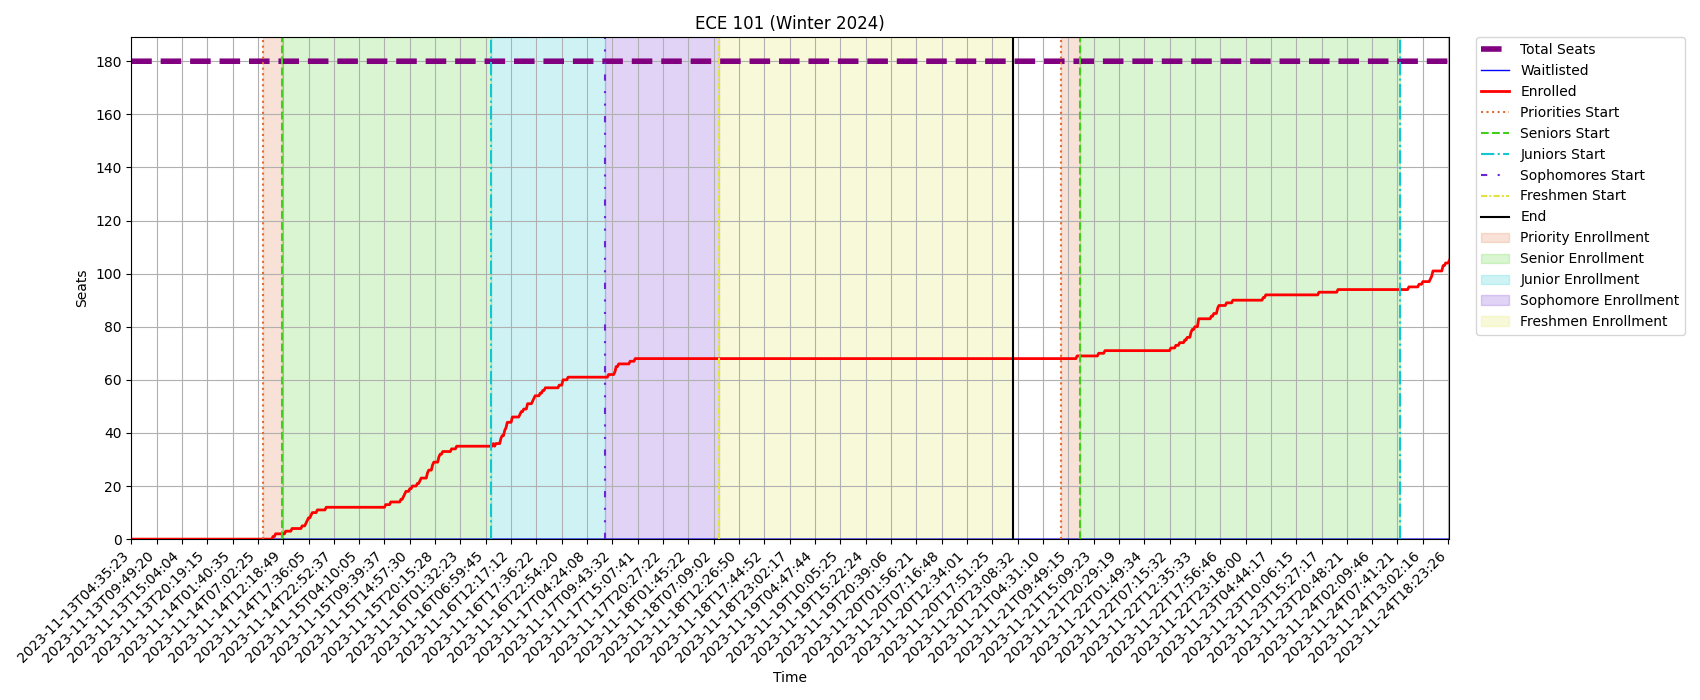 ECE 101 (Winter 2024)
Seats
180
160
140
120
100
80
60
40
20
0
2023-11-13T04:35:23
2023-11-13T09:49:20
2023-11-13T15:04:04
2023-11-13T20:19:15
2023-11-14T01:40:35
2023-11-14T07:02:25
2023-11-14T12:18:49
2023-11-14T17:36:05
2023-11-14T22:52:37
2023-11-15T04:10:05
2023-11-15T09:39:37
2023-11-15T14:57:30
2023-11-15T20:15:28
2023-11-16T01:32:23
2023-11-16T06:59:45
2023-11-16T12:17:12
2023-11-16T17:36:22
2023-11-16T22:54:20
2023-11-17T04:24:08
2023-11-17T09:43:32
2023-11-17T15:07:41
2023-11-17T20:27:22
2023-11-18T01:45:22
2023-11-18T07:09:02
2023-11-18T12:26:50
2023-11-18T17:44:52
2023-11-18T23:02:17
2023-11-19T04:47:44
2023-11-19T10:05:25
2023-11-19T15:22:24
2023-11-19T20:39:06
2023-11-20T01:56:21
2023-11-20T07:16:48
2023-11-20T12:34:01
2023-11-20T17:51:25
2023-11-20T23:08:32
2023-11-21T04:31:10
2023-11-21T09:49:15
2023-11-21T15:09:23
2023-11-21T20:29:19
2023-11-22T01:49:34
2023-11-22T07:15:32
2023-11-22T12:35:33
2023-11-22T17:56:46
2023-11-22T23:18:00
2023-11-23T04:44:17
2023-11-23T10:06:15
2023-11-23T15:27:17
2023-11-23T20:48:21
2023-11-24T02:09:46
2023-11-24T07:41:21
2023-11-24T13:02:16
2023-11-24T18:23:26
Time
Total Seats
Waitlisted
Enrolled
Priorities Start
Seniors Start
Juniors Start
Sophomores Start
Freshmen Start
End
Priority Enrollment
Senior Enrollment
Junior Enrollment
Sophomore Enrollment
Freshmen Enrollment